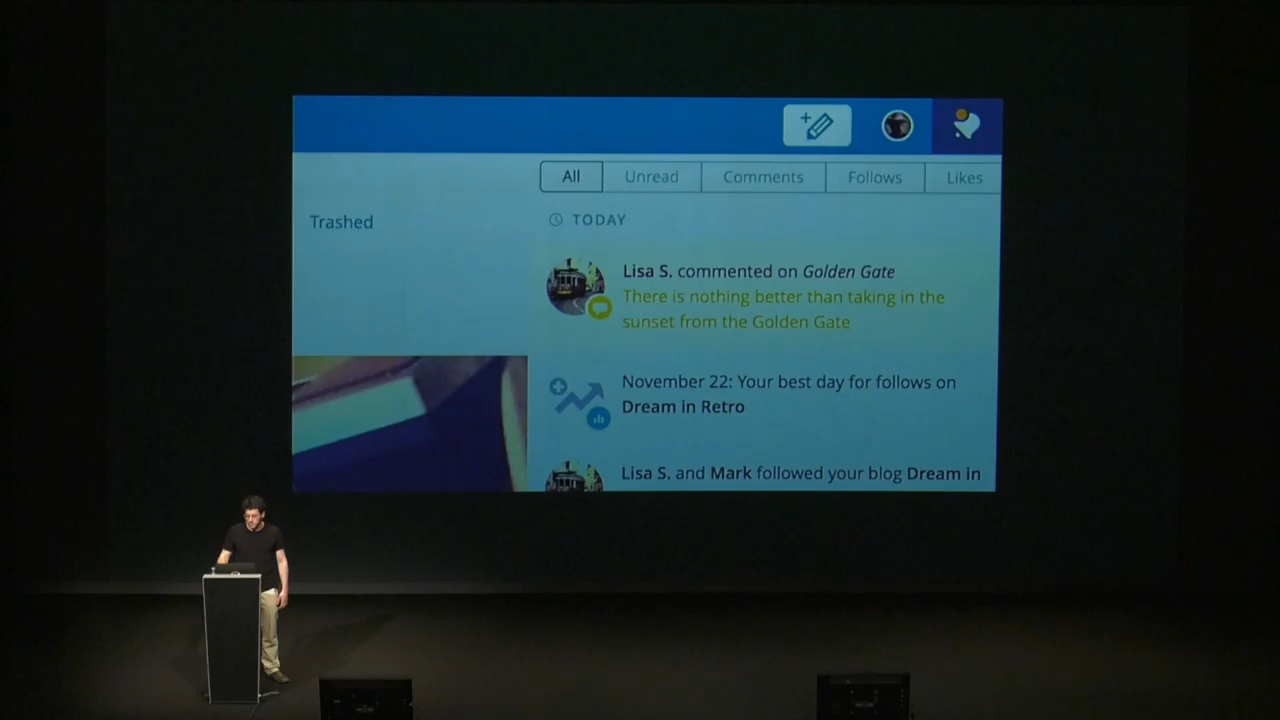 All
Unread
Comments
Follows
Likes
Trashed
TODAY
Lisa S. commented on Golden Gate
There is nothing better than taking in the
sunset from the Golden Gate
November 22: Your best day for follows on
Dream in Retro
Lisa S. and Mark followed your blog Dream in